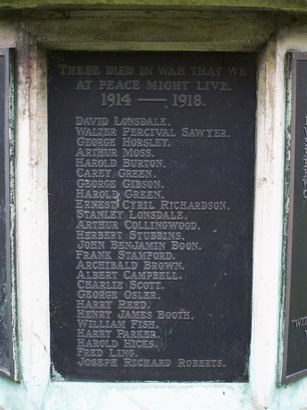 THESE DIED IN WAR THAT WE
AT PEACE MIGHT LIVE.
1914 — 1918.
DAVID LONSDALE.
WALTER PERCIVAL SAWYER.
GEORGE HORSLEY.
ARTHUR MOSS.
HAROLD BURTON.
CAREY GREEN.
GEORGE GIBSON.
HAROLD GREEN.
ERNEST CYRIL RICHARDSON.
STANLEY LONSDALE.
ARTHUR COLLINGWOOD.
HERBERT STUBBINS.
JOHN BENJAMIN BOON.
FRANK STAMFORD.
ARCHIBALD BROWN.
ALBERT CAMPBELL.
CHARLIE SCOTT.
GEORGE OSLER.
HARRY REED.
HENRY JAMES BOOTH.
WILLIAM FISH.
HARRY PARKER.
HAROLD HICKS.
FRED LING.
JOSEPH RICHARD ROBERTS.